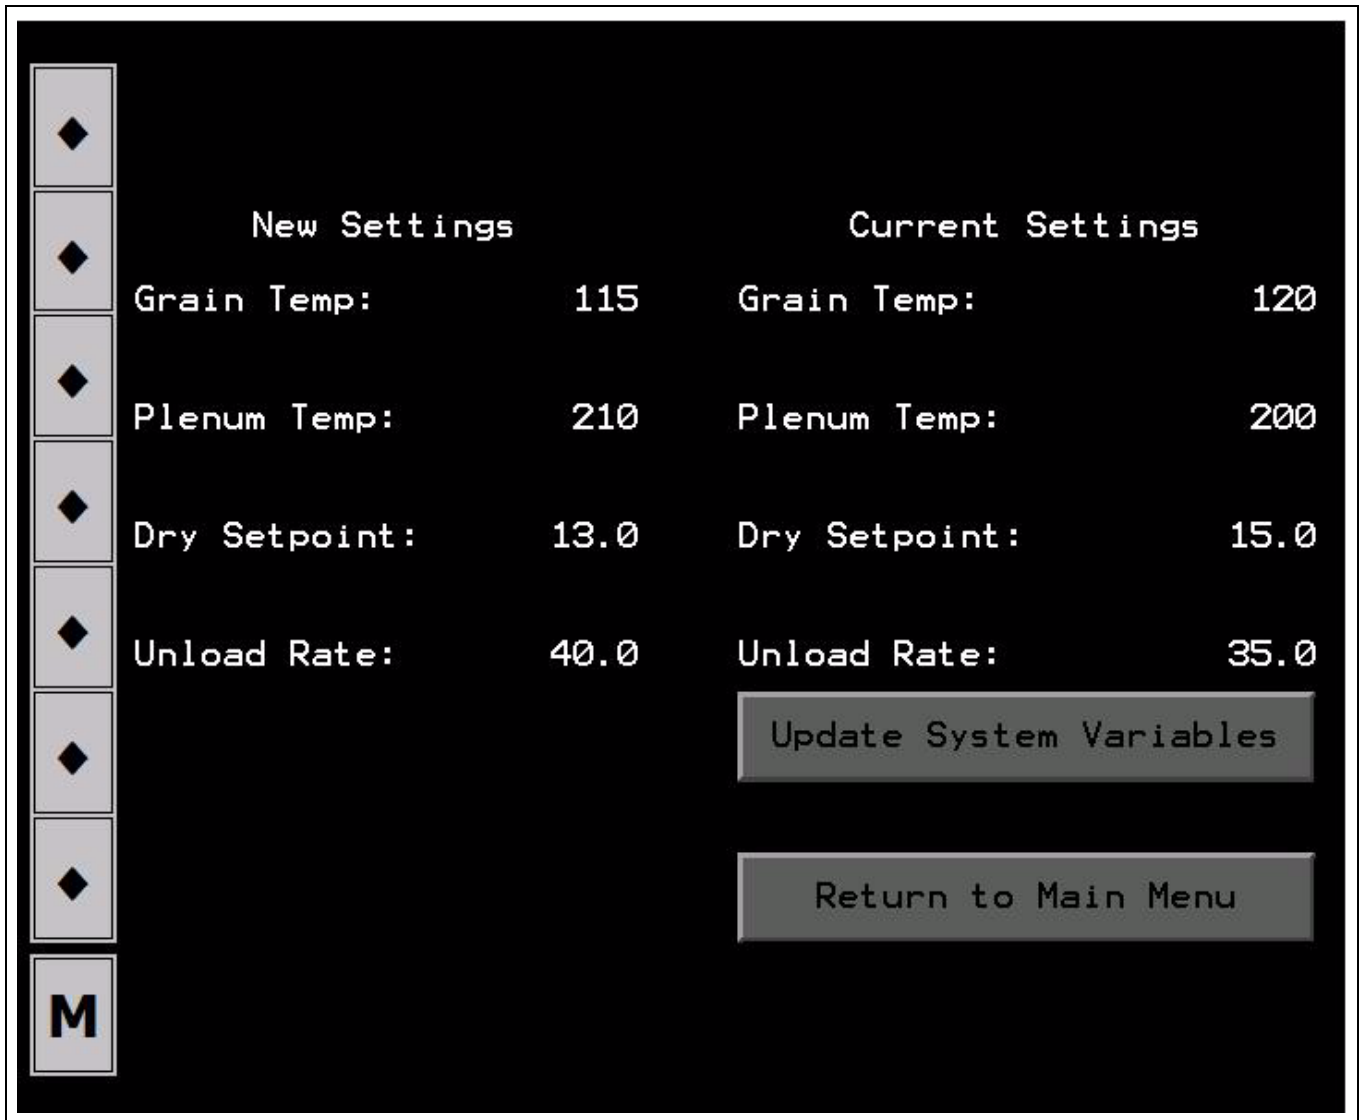 New Settings Current Settings
Grain Temp: 115 Grain Temp: 120
Plenum Temp: 210 Plenum Temp: 200
Dry Setpoint: 13.0 Dry Setpoint: 15.0
Unload Rate: 40.0 Unload Rate: 35.0
Update System Variables
Return to Main Menu
M